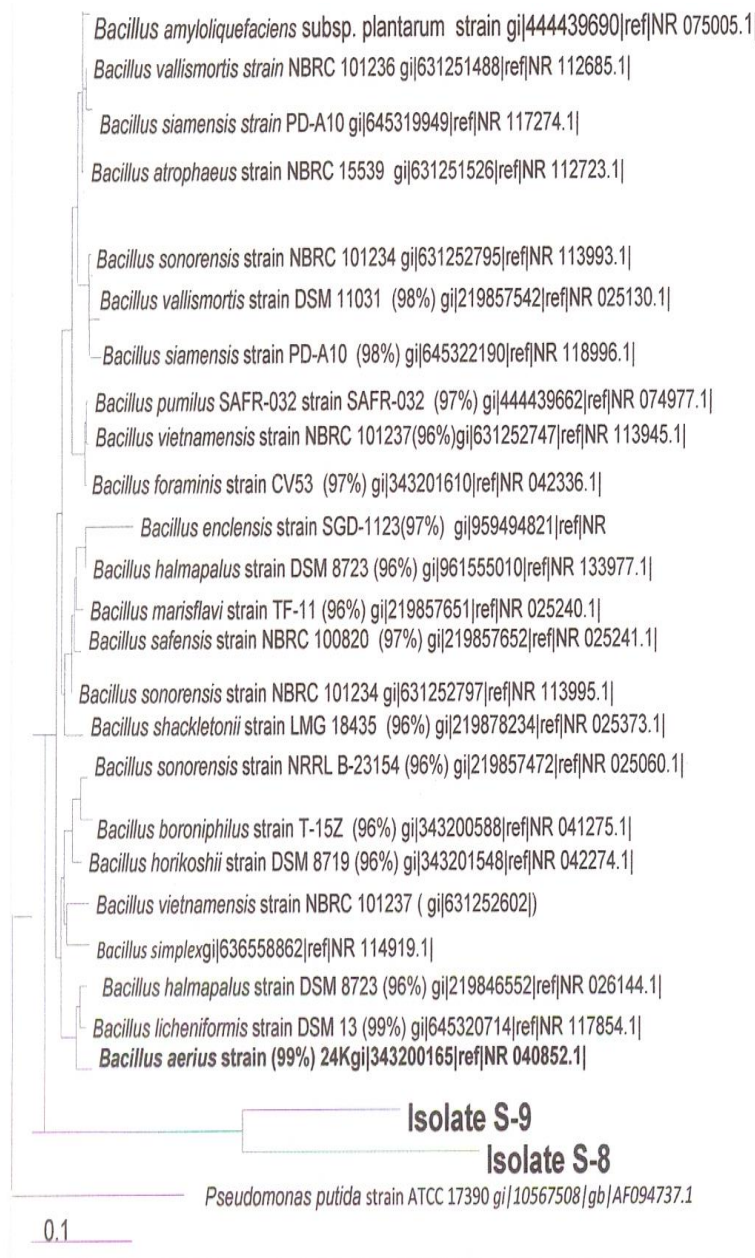 Bacillus amyloliquefaciens subsp. plantarum strain gi|444439690|ref|NR 075005.1|
Bacillus vallismortis strain NBRC 101236 gi|631251488|ref|NR 112685.1|
Bacillus siamensis strain PD-A10 gi|645319949|ref|NR 117274.1|
Bacillus atrophaeus strain NBRC 15539 gi|631251526|ref|NR 112723.1|
Bacillus sonorensis strain NBRC 101234 gi|631252795|ref|NR 113993.1|
Bacillus vallismortis strain DSM 11031 (98%) gi|219857542|ref|NR 025130.1|
Bacillus siamensis strain PD-A10 (98%) gi|645322190|ref|NR 118996.1|
Bacillus pumilus SAFR-032 strain SAFR-032 (97%) gi|444439662|ref|NR 074977.1|
Bacillus vietnamensis strain NBRC 101237(96%)gi|631252747|ref|NR 113945.1|
Bacillus foraminis strain CV53 (97%) gi|343201610|ref|NR 042336.1|
Bacillus enclensis strain SGD-1123(97%) gi|959494821|ref|NR
Bacillus halmapalus strain DSM 8723 (96%) gi|961555010|ref|NR 133977.1|
Bacillus marisflavi strain TF-11 (96%) gi|219857651|ref|NR 025240.1|
Bacillus safensis strain NBRC 100820 (97%) gi|219857652|ref|NR 025241.1|
Bacillus sonorensis strain NBRC 101234 gi|631252797|ref|NR 113995.1|
Bacillus shackletonii strain LMG 18435 (96%) gi|219878234|ref|NR 025373.1|
Bacillus sonorensis strain NRRL B-23154 (96%) gi|219857472|ref|NR 025060.1|
Bacillus boroniphilus strain T-15Z (96%) gi|343200588|ref|NR 041275.1|
Bacillus horikoshii strain DSM 8719 (96%) gi|343201548|ref|NR 042274.1|
Bacillus vietnamensis strain NBRC 101237 ( gi|631252602|)
Bacillus simplexgi|636558862|ref|NR 114919.1|
Bacillus halmapalus strain DSM 8723 (96%) gi|219846552|ref|NR 026144.1|
Bacillus licheniformis strain DSM 13 (99%) gi|645320714|ref|NR 117854.1|
Bacillus aerius strain (99%) 24Kgi|343200165|ref|NR 040852.1|
Isolate S-9
Isolate S-8
Pseudomonas putida strain ATCC 17390 gi|10567508|gb|AF094737.1
0.1